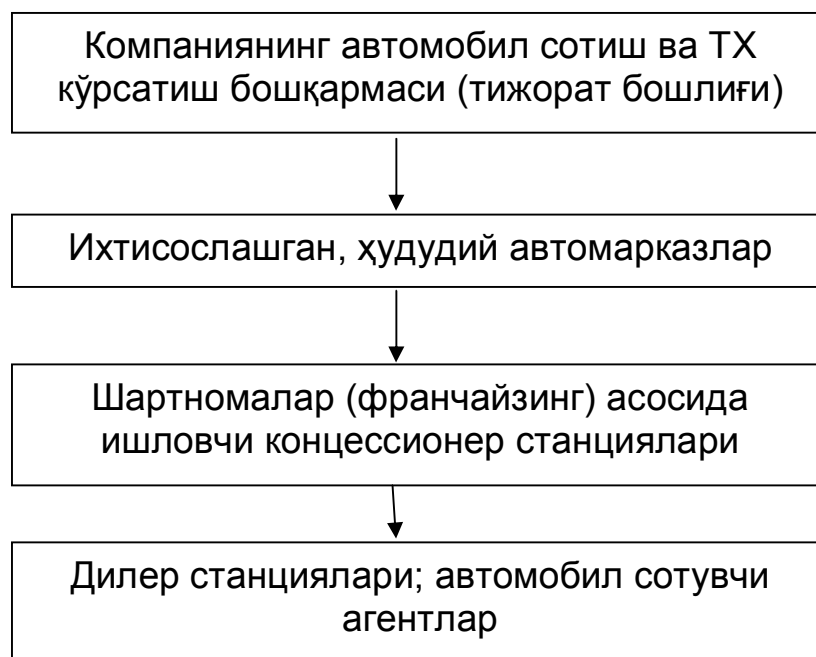 Компаниянинг автомобил сотиш ва ТХ
кўрсатиш бошқармаси (тижорат бошлиғи)
Ихтисослашган, ҳудудий автомарказлар
Шартномалар (франчайзинг) асосида
ишловчи концессионер станциялари
Дилер станциялари; автомобил сотувчи
агентлар